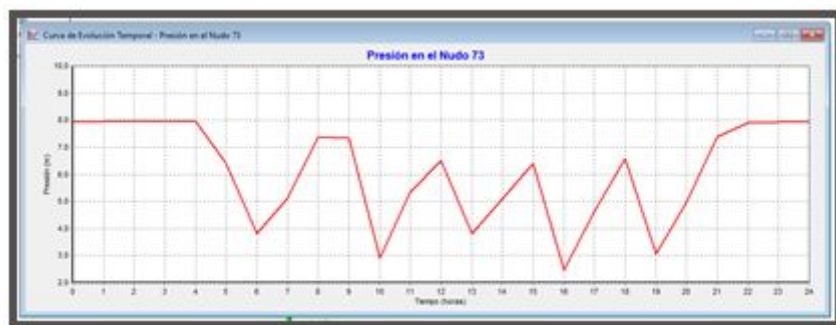 Curva de Evolución Temporal - Presión en el Nudo 73
Presión en el Nudo 73
10,0
9.0
8.0
7.0
6.0
5.0
4.0
3.0
2.0
Presión (m)
0 1 2 3 4 5 6 7 8 9 10 11 12 13 14 15 16 17 18 19 20 21 22 23 24
Tiempo (horas)